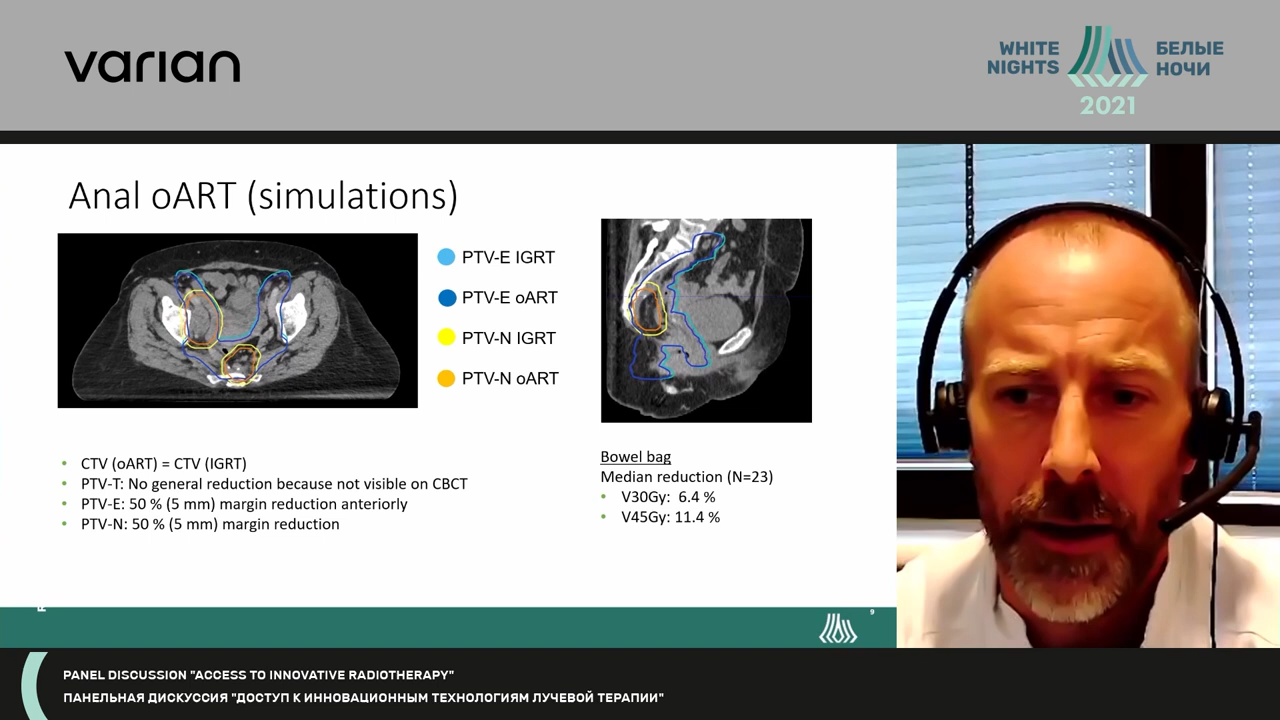 varian
WHITE
NIGHTS
БЕЛЫЕ
НОЧИ
2021
Anal oART (simulations)
PTV-E IGRT
PTV-E oART
PTV-N IGRT
PTV-N oART
• CTV (oART) = CTV (IGRT)
• PTV-T: No general reduction because not visible on CBCT
• PTV-E: 50 % (5 mm) margin reduction anteriorly
• PTV-N: 50 % (5 mm) margin reduction
Bowel bag
Median reduction (N=23)
• V30Gy: 6.4 %
• V45Gy: 11.4 %
9
PANEL DISCUSSION "ACCESS TO INNOVATIVE RADIOTHERAPY"
ПАНЕЛЬНАЯ ДИСКУССИЯ "ДОСТУП К ИННОВАЦИОННЫМ ТЕХНОЛОГИЯМ ЛУЧЕВОЙ ТЕРАПИИ"